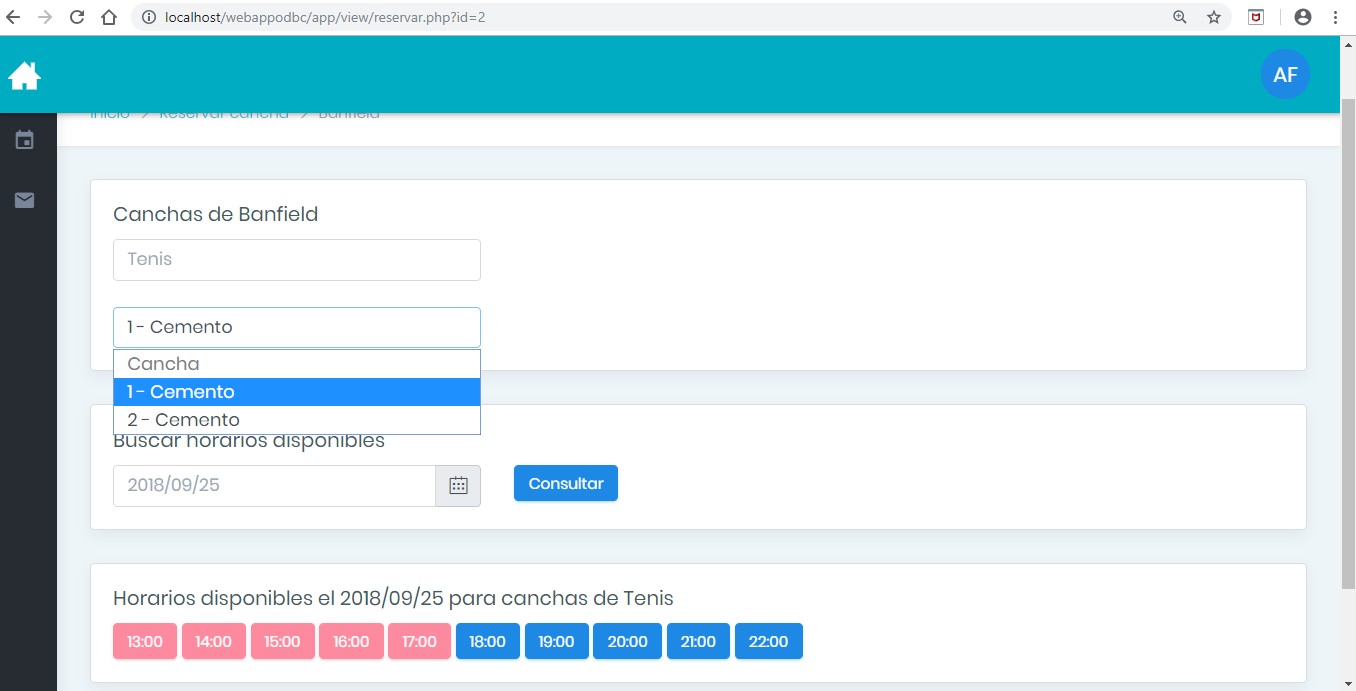 localhost/webappodbc/app/view/reservar.php?id=2
AF
Inicio > Reservar cancha > Banfield
Canchas de Banfield
Tenis
1 - Cemento
Cancha
1 - Cemento
2 - Cemento
Buscar horarios disponibles
2018/09/25
Consultar
Horarios disponibles el 2018/09/25 para canchas de Tenis
13:00 14:00 15:00 16:00 17:00 18:00 19:00 20:00 21:00 22:00